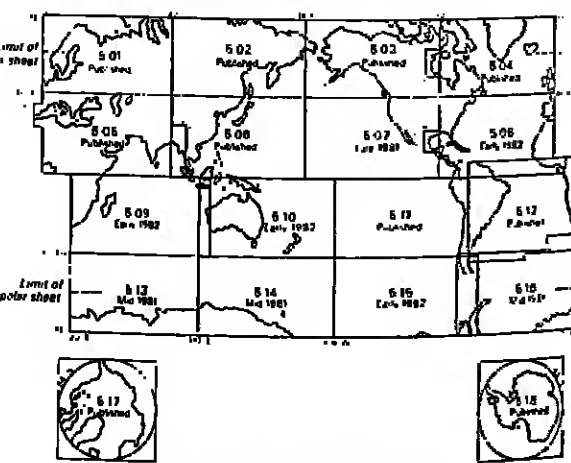 Limit of
sheet
5 01
Published
5 02
Published
5 03
Published
5 04
Published
5 05
Published
5 06
Published
5 07
Late 1981
5 08
Early 1982
5 09
Early 1982
5 10
Early 1982
5 11
Published
5 12
Published
Limit of
polar sheet
5 13
Mid 1981
5 14
Mid 1981
5 15
Early 1982
5 16
Mid
5 17
Published
5 18
Published